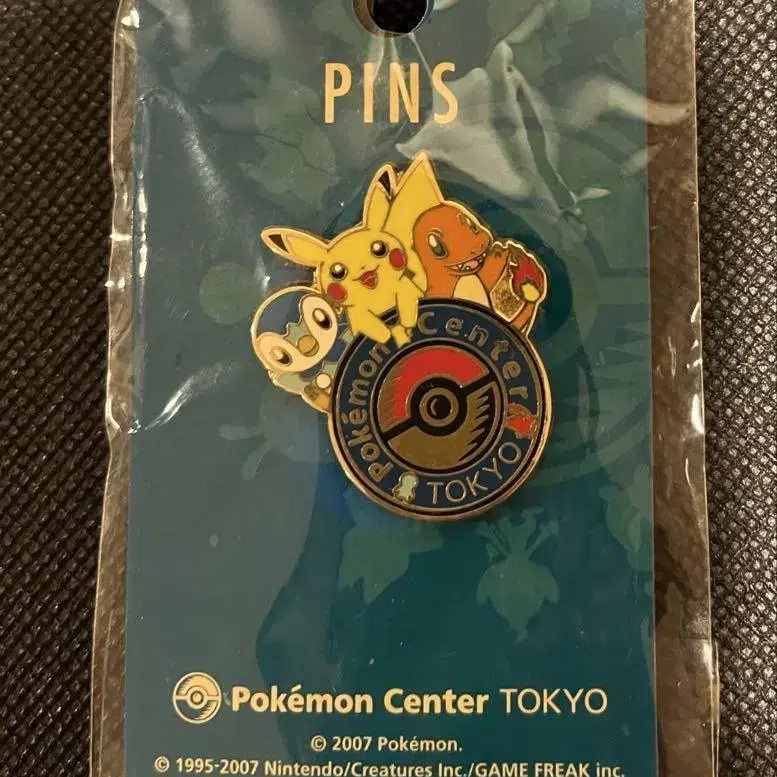 PINS
Pokémon Center
TOKYO
Pokémon Center TOKYO
© 2007 Pokémon.
© 1995-2007 Nintendo/Creatures Inc./GAME FREAK inc.